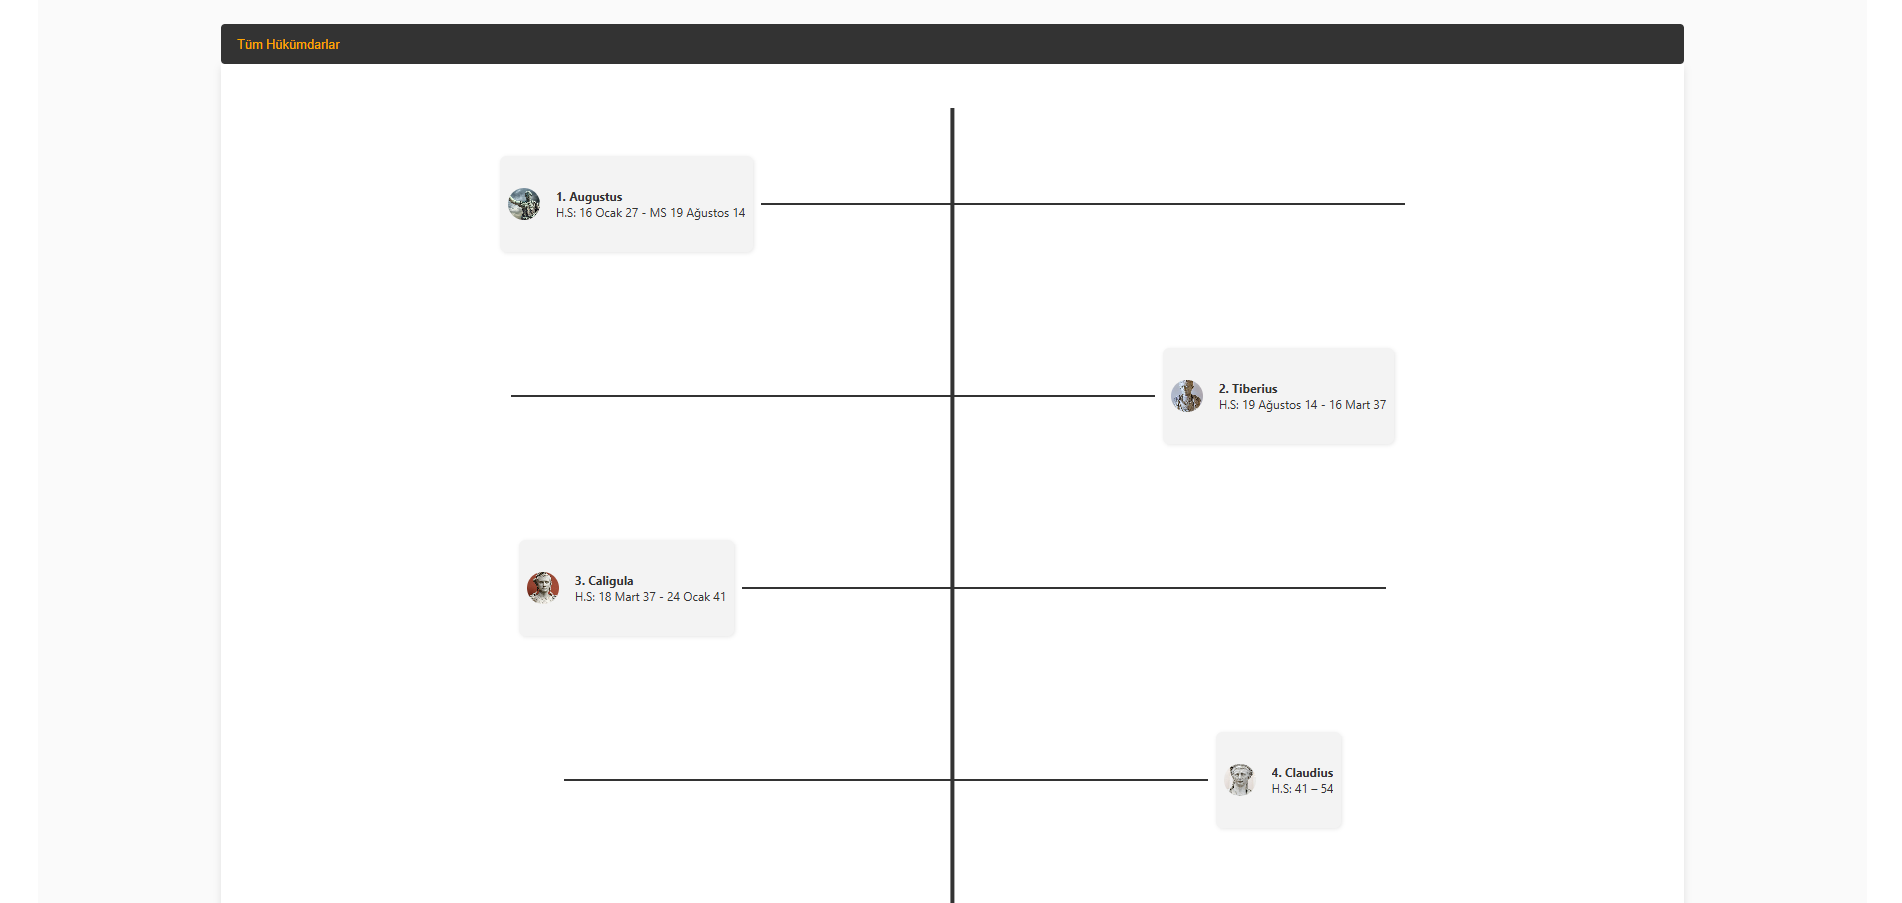 Tüm Hükümdarlar
1. Augustus
H.S: 16 Ocak 27 - MS 19 Ağustos 14
2. Tiberius
H.S: 19 Ağustos 14 - 16 Mart 37
3. Caligula
H.S: 18 Mart 37 - 24 Ocak 41
4. Claudius
H.S: 41 – 54